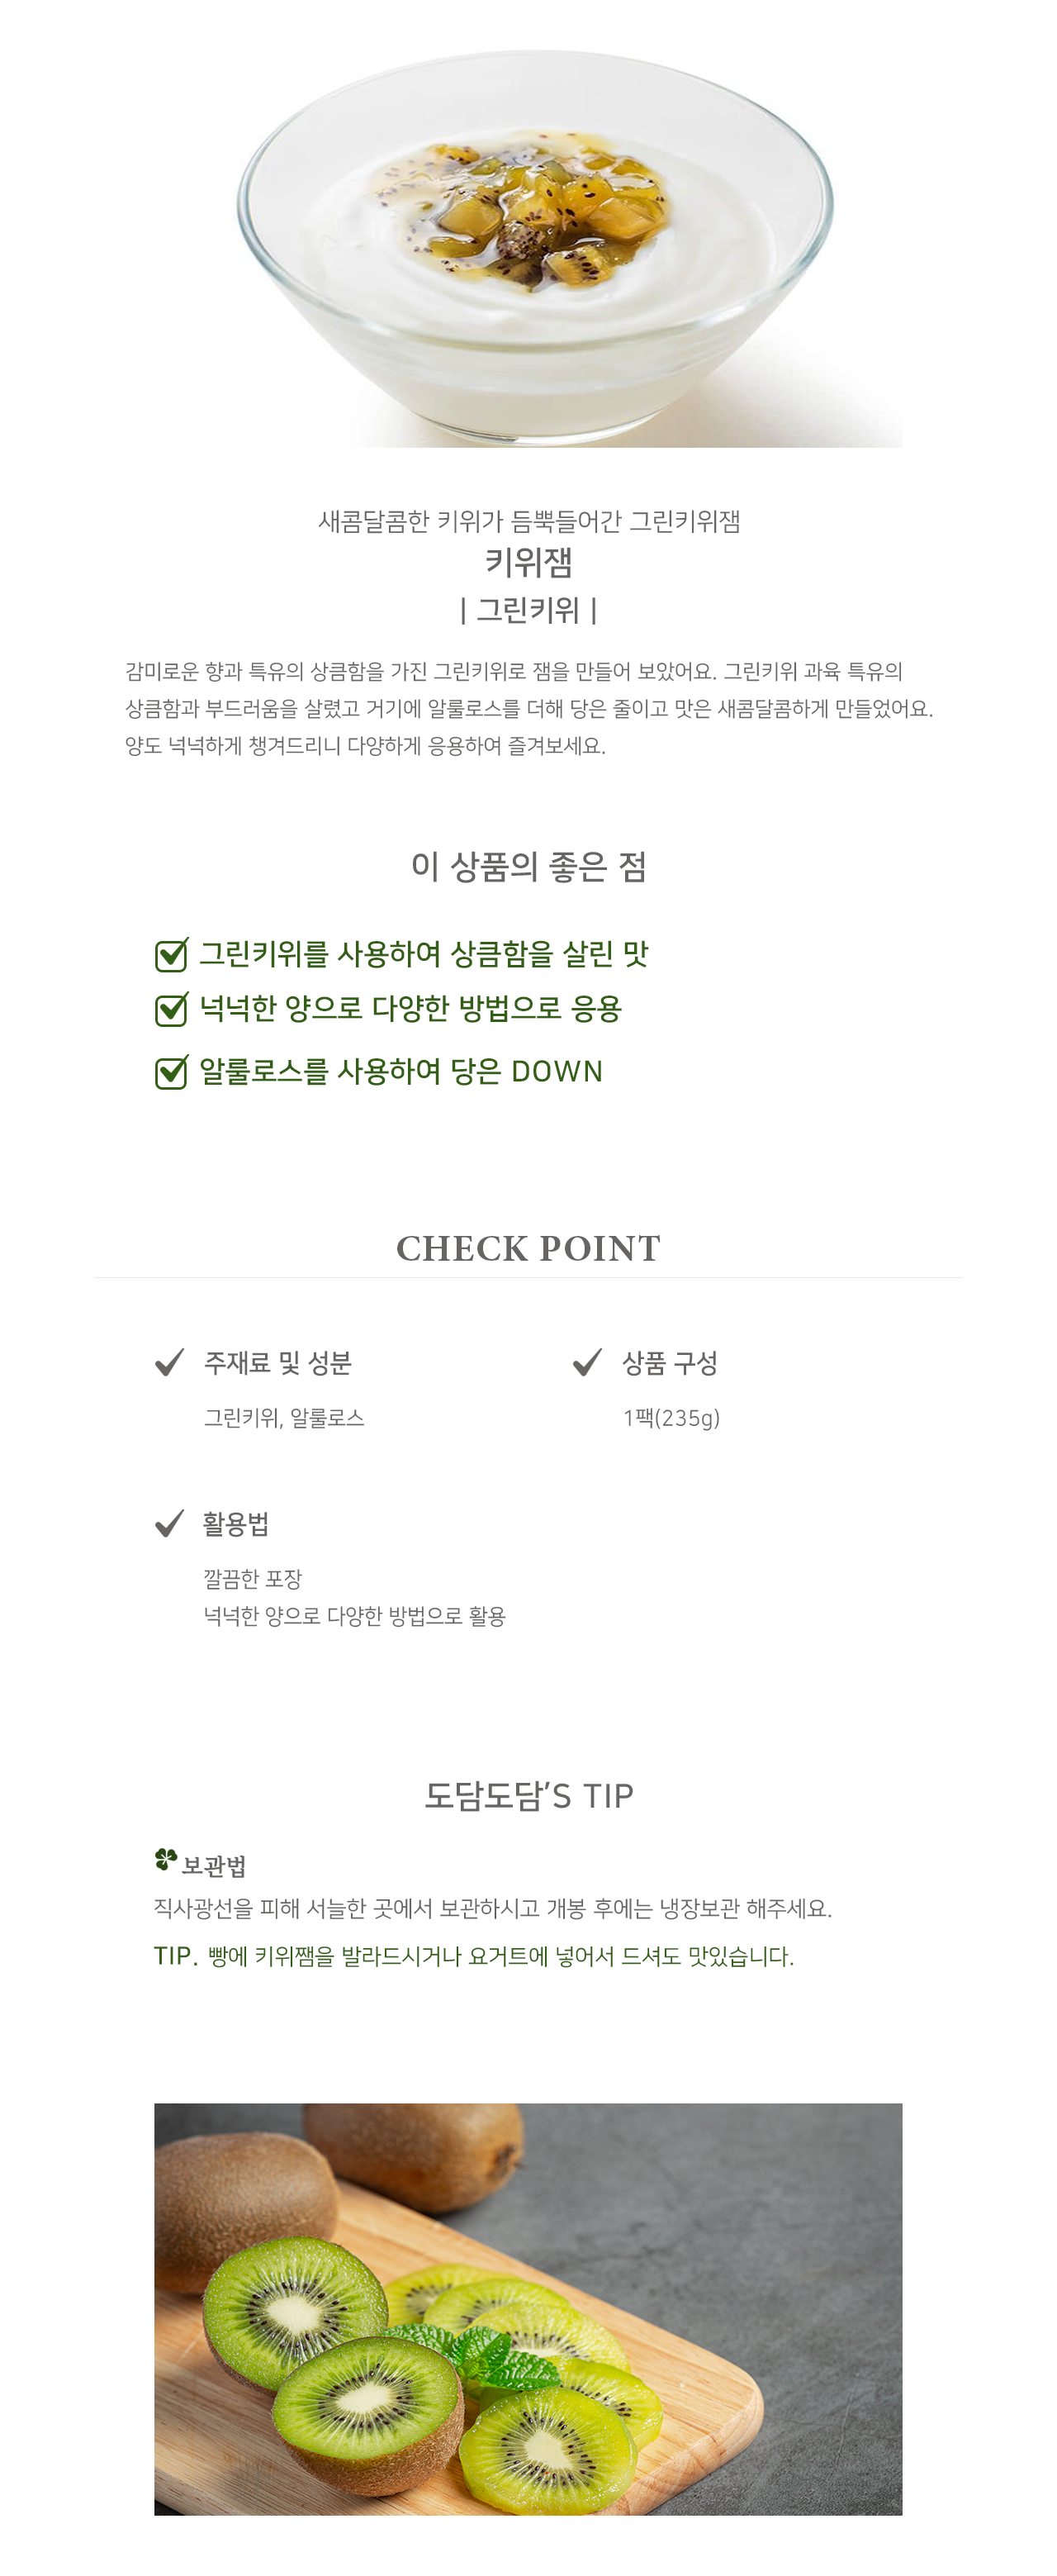 새콤달콤한 키위가 듬뿍들어간 그린키위잼
키위잼
| 그린키위 |
감미로운 향과 특유의 상큼함을 가진 그린키위로 잼을 만들어 보았어요. 그린키위 과육 특유의
상큼함과 부드러움을 살렸고 거기에 알룰로스를 더해 당은 줄이고 맛은 새콤달콤하게 만들었어요.
양도 넉넉하게 챙겨드리니 다양하게 응용하여 즐겨보세요.
이 상품의 좋은 점
그린키위를 사용하여 상큼함을 살린 맛
넉넉한 양으로 다양한 방법으로 응용
알룰로스를 사용하여 당은 DOWN
CHECK POINT
주재료 및 성분
그린키위, 알룰로스
상품 구성
1팩(235g)
활용법
깔끔한 포장
넉넉한 양으로 다양한 방법으로 활용
도담도담’S TIP
보관법
직사광선을 피해 서늘한 곳에서 보관하시고 개봉 후에는 냉장보관 해주세요.
TIP. 빵에 키위쨈을 발라드시거나 요거트에 넣어서 드셔도 맛있습니다.